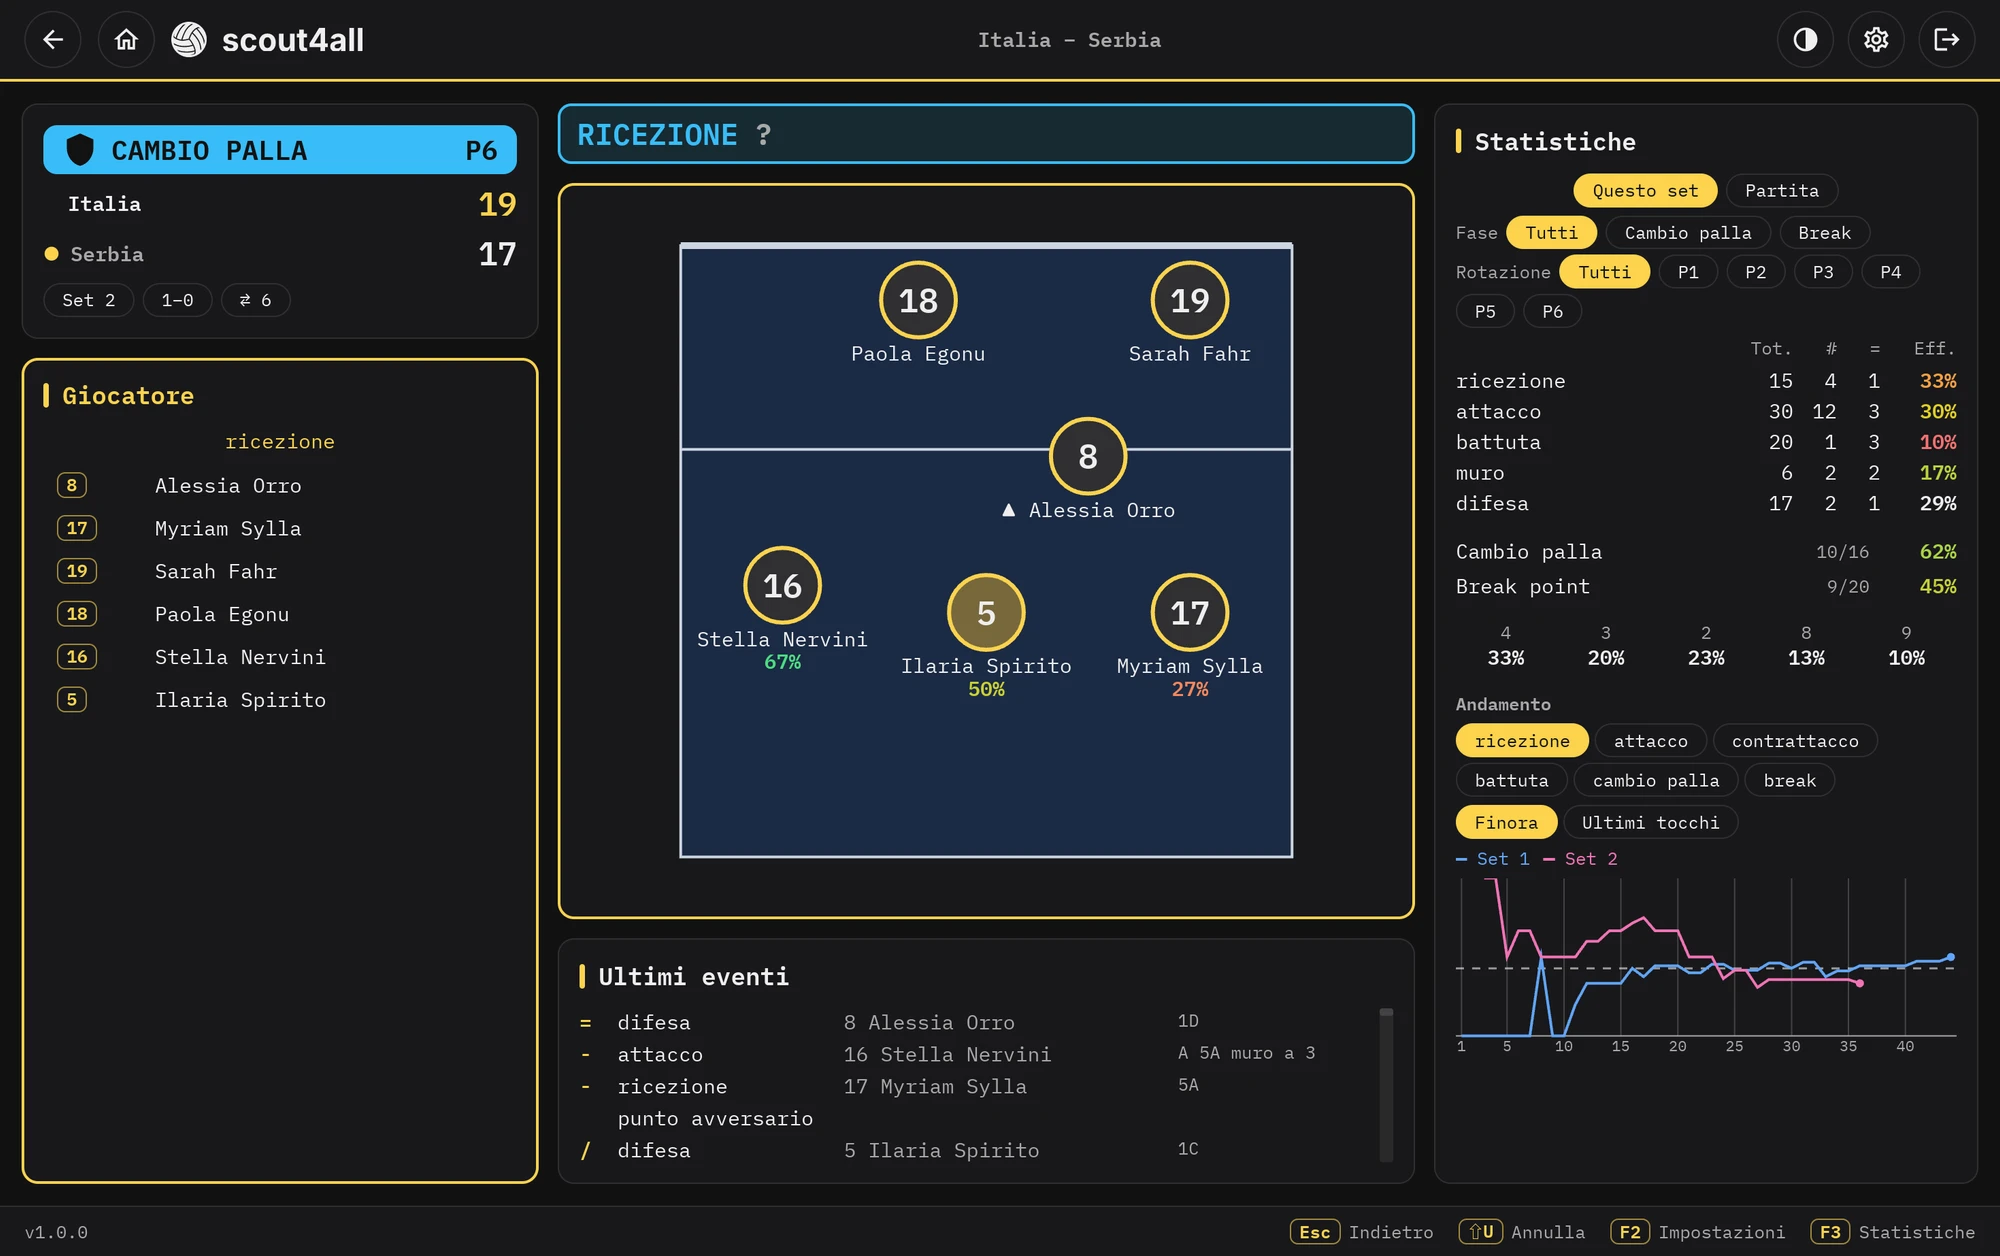 scout4all
Italia – Serbia
CAMBIO PALLA P6
Italia 19
Serbia 17
Set 2 1–0 ⇄ 6
Giocatore
ricezione
8 Alessia Orro
17 Myriam Sylla
19 Sarah Fahr
18 Paola Egonu
16 Stella Nervini
5 Ilaria Spirito
RICEZIONE ?
18 19
Paola Egonu Sarah Fahr
8
▲ Alessia Orro
16 5 17
Stella Nervini Ilaria Spirito Myriam Sylla
67% 50% 27%
Ultimi eventi
= difesa 8 Alessia Orro 1D
- attacco 16 Stella Nervini A 5A muro a 3
- ricezione 17 Myriam Sylla 5A
punto avversario
/ difesa 5 Ilaria Spirito 1C
Statistiche
Questo set Partita
Fase Tutti Cambio palla Break
Rotazione Tutti P1 P2 P3 P4
P5 P6
Tot. # = Eff.
ricezione 15 4 1 33%
attacco 30 12 3 30%
battuta 20 1 3 10%
muro 6 2 2 17%
difesa 17 2 1 29%
Cambio palla 10/16 62%
Break point 9/20 45%
4 3 2 8 9
33% 20% 23% 13% 10%
Andamento
ricezione attacco contrattacco
battuta cambio palla break
Finora Ultimi tocchi
Set 1 Set 2
1 5 10 15 20 25 30 35 40
v1.0.0
Esc Indietro ⇧U Annulla F2 Impostazioni F3 Statistiche